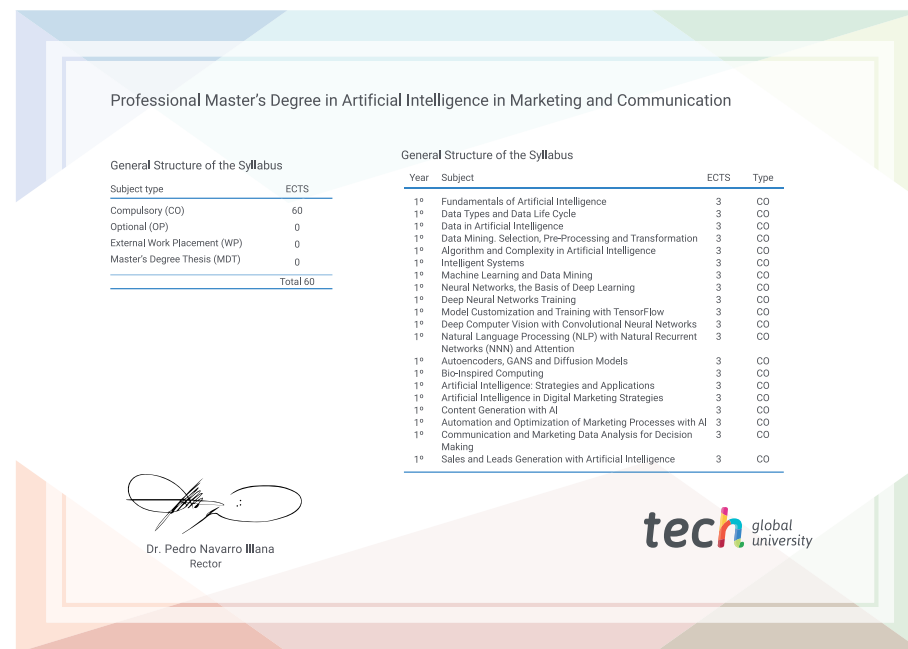 Professional Master's Degree in Artificial Intelligence in Marketing and Communication
General Structure of the Syllabus
Subject type ECTS
Compulsory (CO) 60
Optional (OP) 0
External Work Placement (WP) 0
Master's Degree Thesis (MDT) 0
Total 60
General Structure of the Syllabus
Year Subject ECTS Type
1º Fundamentals of Artificial Intelligence 3 CO
1º Data Types and Data Life Cycle 3 CO
1º Data in Artificial Intelligence 3 CO
1º Data Mining. Selection, Pre-Processing and Transformation 3 CO
1º Algorithm and Complexity in Artificial Intelligence 3 CO
1º Intelligent Systems 3 CO
1º Machine Learning and Data Mining 3 CO
1º Neural Networks, the Basis of Deep Learning 3 CO
1º Deep Neural Networks Training 3 CO
1º Model Customization and Training with TensorFlow 3 CO
1º Deep Computer Vision with Convolutional Neural Networks 3 CO
1º Natural Language Processing (NLP) with Natural Recurrent 3 CO
Networks (NNN) and Attention
1º Autoencoders, GANS and Diffusion Models 3 CO
1º Bio-Inspired Computing 3 CO
1º Artificial Intelligence: Strategies and Applications 3 CO
1º Artificial Intelligence in Digital Marketing Strategies 3 CO
1º Content Generation with AI 3 CO
1º Automation and Optimization of Marketing Processes with AI 3 CO
1º Communication and Marketing Data Analysis for Decision 3 CO
Making
1º Sales and Leads Generation with Artificial Intelligence 3 CO
Dr. Pedro Navarro Illana
Rector
tech global
university